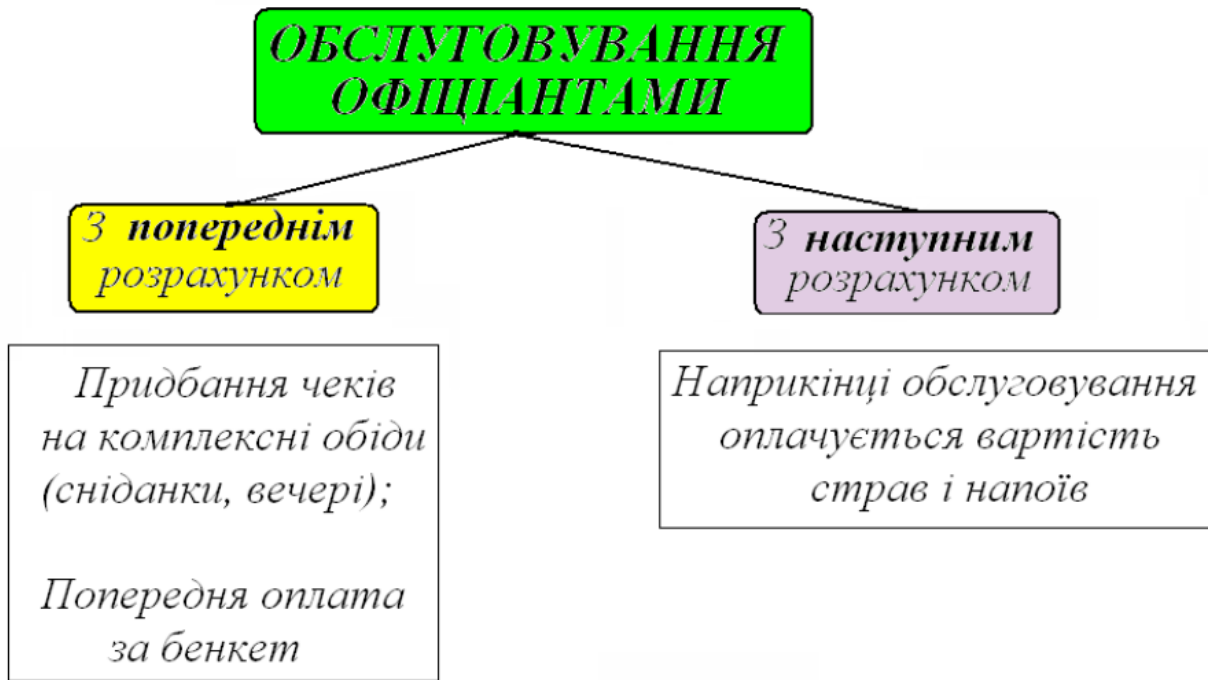 ОБСЛУГОВУВАННЯ
ОФІЦІАНТАМИ
З попереднім
розрахунком
З наступним
розрахунком
Придбання чеків
на комплексні обіди
(сніданки, вечері);
Попередня оплата
за бенкет
Наприкінці обслуговування
оплачується вартість
страв і напоїв